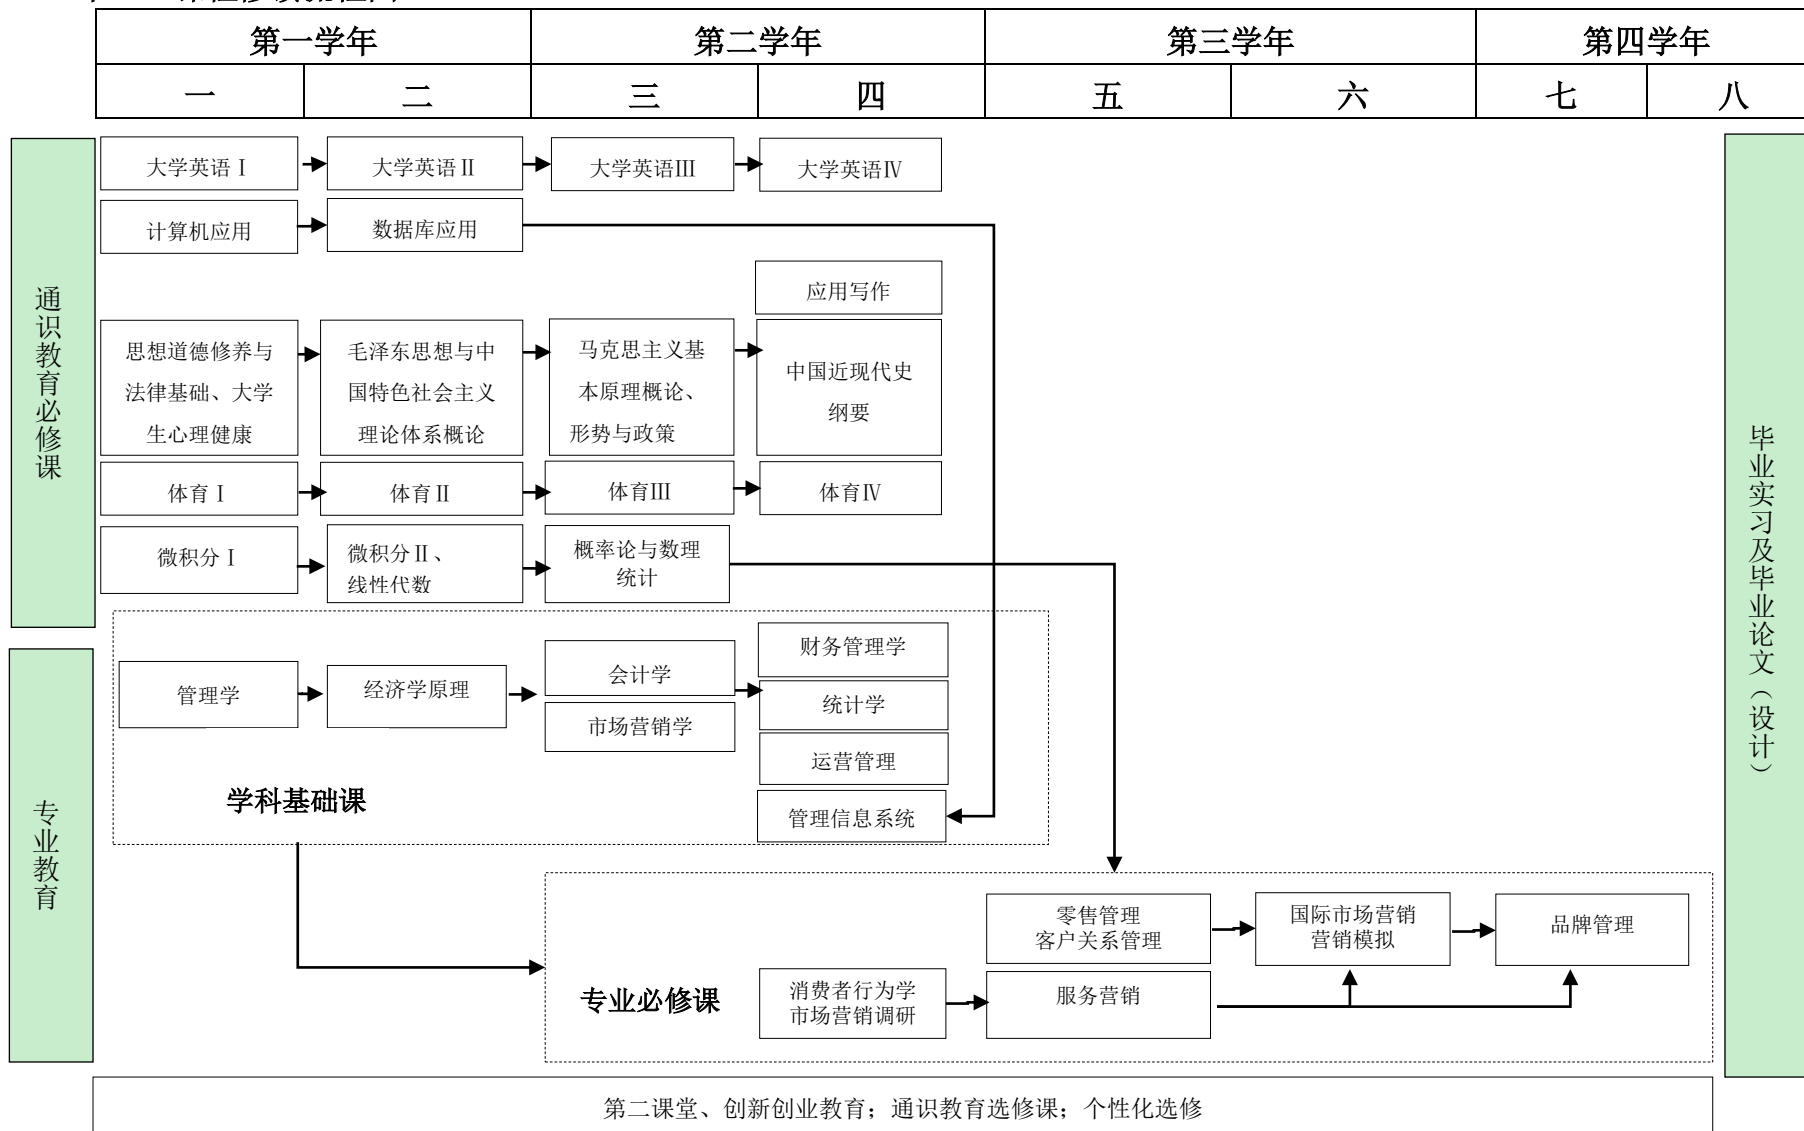 第一学年 第二学年 第三学年 第四学年
一 二 三 四 五 六 七 八
通识教育必修课
大学英语Ⅰ 大学英语Ⅱ 大学英语Ⅲ 大学英语Ⅳ
计算机应用 数据库应用
应用写作
思想道德修养与
法律基础、大学
生心理健康
毛泽东思想与中
国特色社会主义
理论体系概论
马克思主义基
本原理概论、
形势与政策
中国近现代史
纲要
体育Ⅰ 体育Ⅱ 体育Ⅲ 体育Ⅳ
微积分Ⅰ
微积分Ⅱ、
线性代数
概率论与数理
统计
专业教育
管理学
经济学原理
会计学
市场营销学
财务管理学
统计学
运营管理
管理信息系统
学科基础课
专业必修课
消费者行为学
市场营销调研
零售管理
客户关系管理
服务营销
国际市场营销
营销模拟
品牌管理
毕业实习及毕业论文（设计）
第二课堂、创新创业教育；通识教育选修课；个性化选修